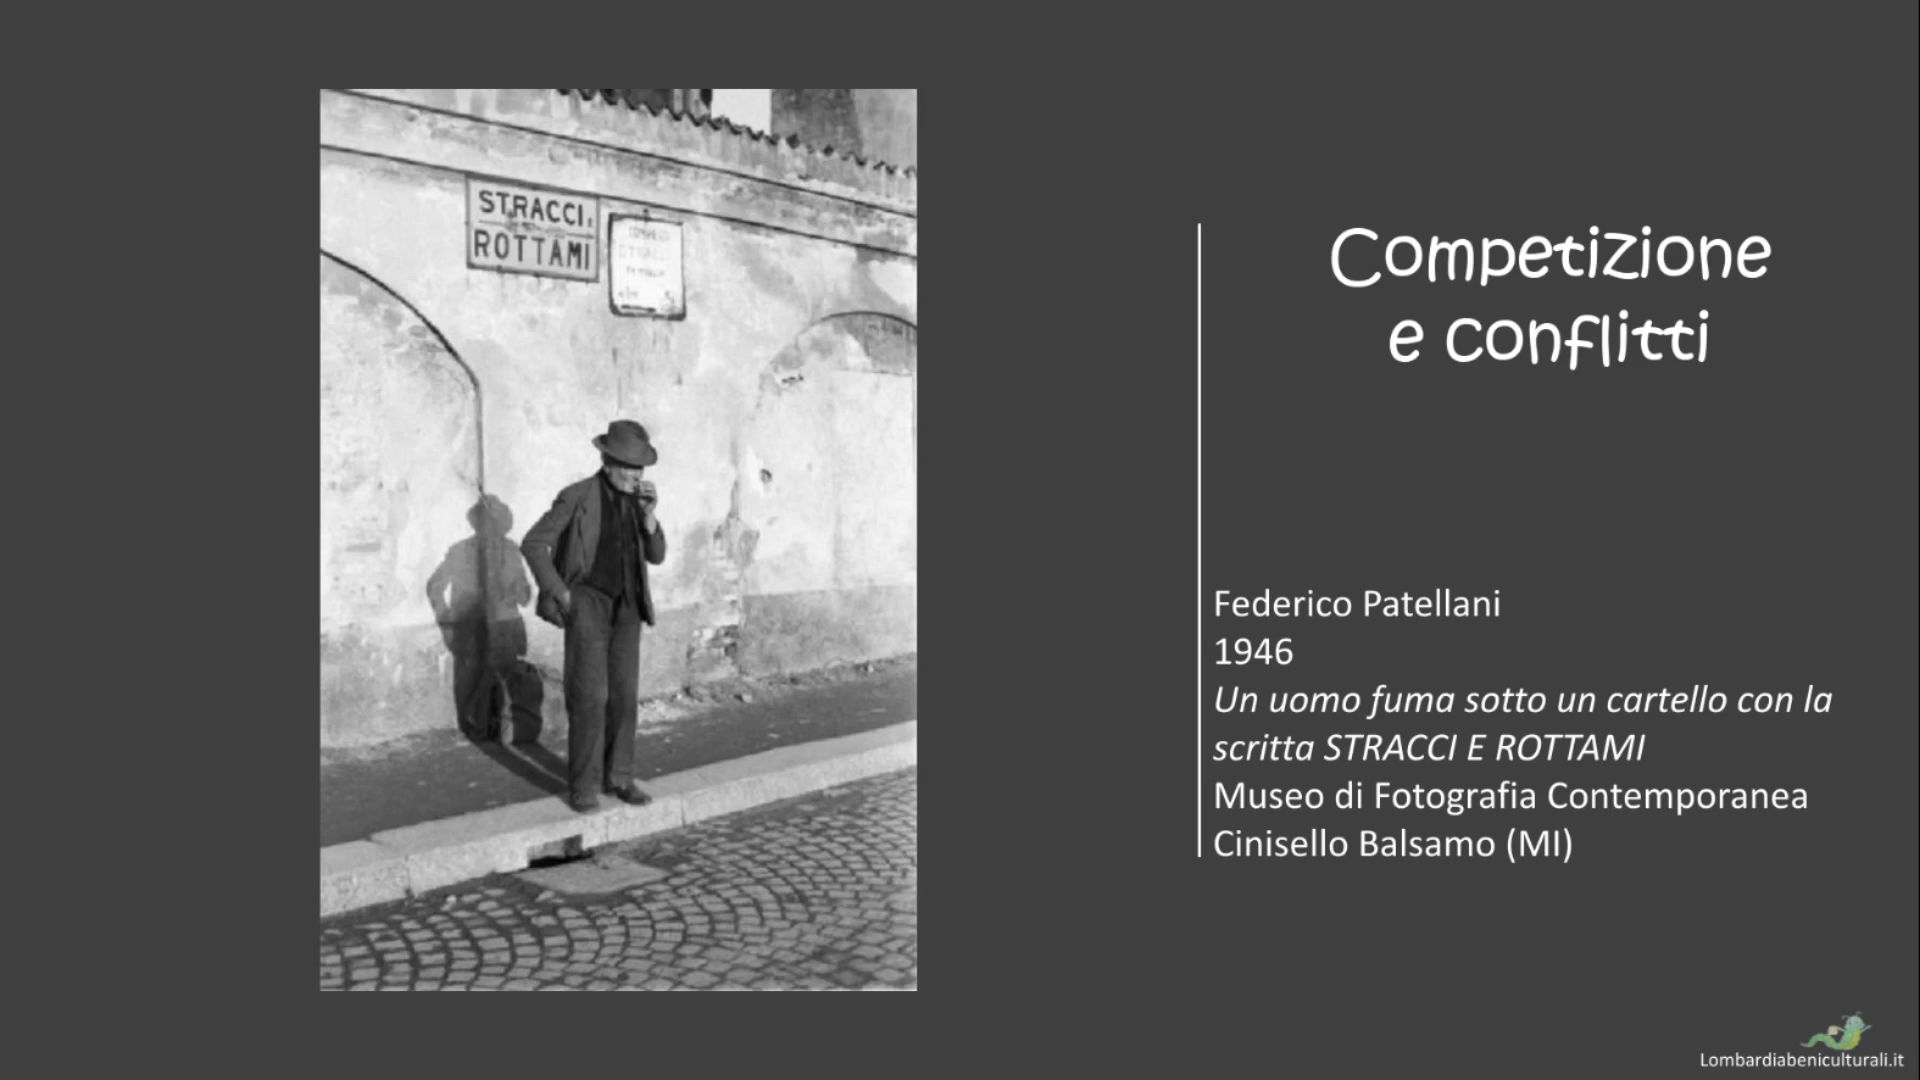 STRACCI E
ROTTAMI
Competizione
e conflitti
Federico Patellani
1946
Un uomo fuma sotto un cartello con la
scritta STRACCI E ROTTAMI
Museo di Fotografia Contemporanea
Cinisello Balsamo (MI)
Lombardiabeniculturali.it